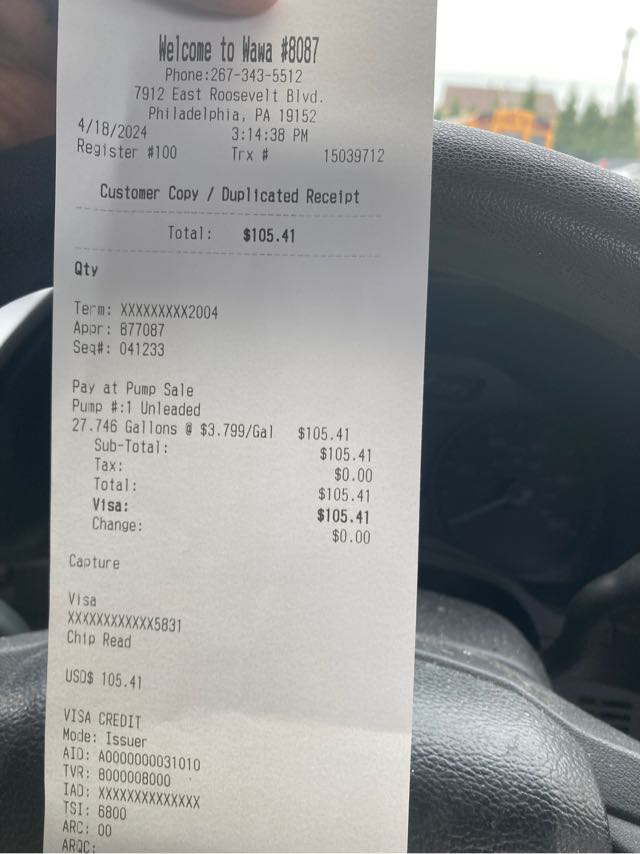 Welcome to Wawa #8087
Phone:267-343-5512
7912 East Roosevelt Blvd.
Philadelphia, PA 19152
4/18/2024 3:14:38 PM
Register #100 Trx # 15039712
Customer Copy / Duplicated Receipt
Total: $105.41
Qty
Term: XXXXXXXXX2004
Appr: 877087
Seq#: 041233
Pay at Pump Sale
Pump #:1 Unleaded
27.746 Gallons @ $3.799/Gal $105.41
Sub-Total: $105.41
Tax: $0.00
Total: $105.41
Visa: $105.41
Change: $0.00
Capture
Visa
XXXXXXXXXXXX5831
Chip Read
USD$ 105.41
VISA CREDIT
Mode: Issuer
AID: A0000000031010
TVR: 8000008000
IAD: XXXXXXXXXXXXXX
TSI: 6800
ARC: 00
ARQC: